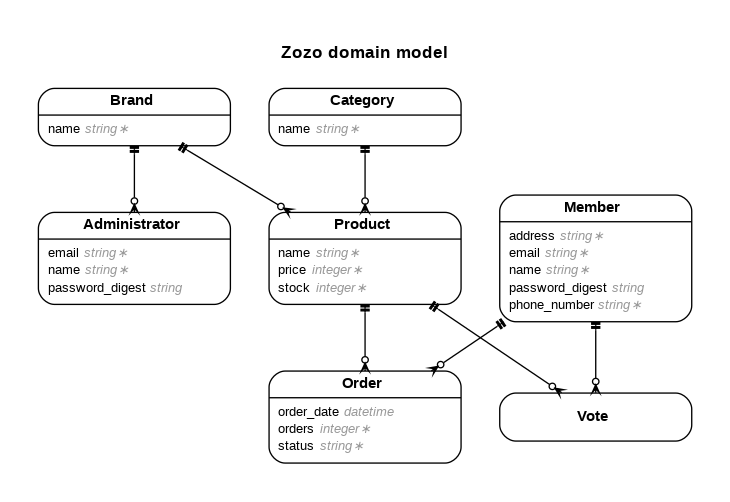 Zozo domain model
Brand
name string∗
Category
name string∗
Administrator
email string∗
name string∗
password_digest string
Product
name string∗
price integer∗
stock integer∗
Member
address string∗
email string∗
name string∗
password_digest string
phone_number string∗
Order
order_date datetime
orders integer∗
status string∗
Vote